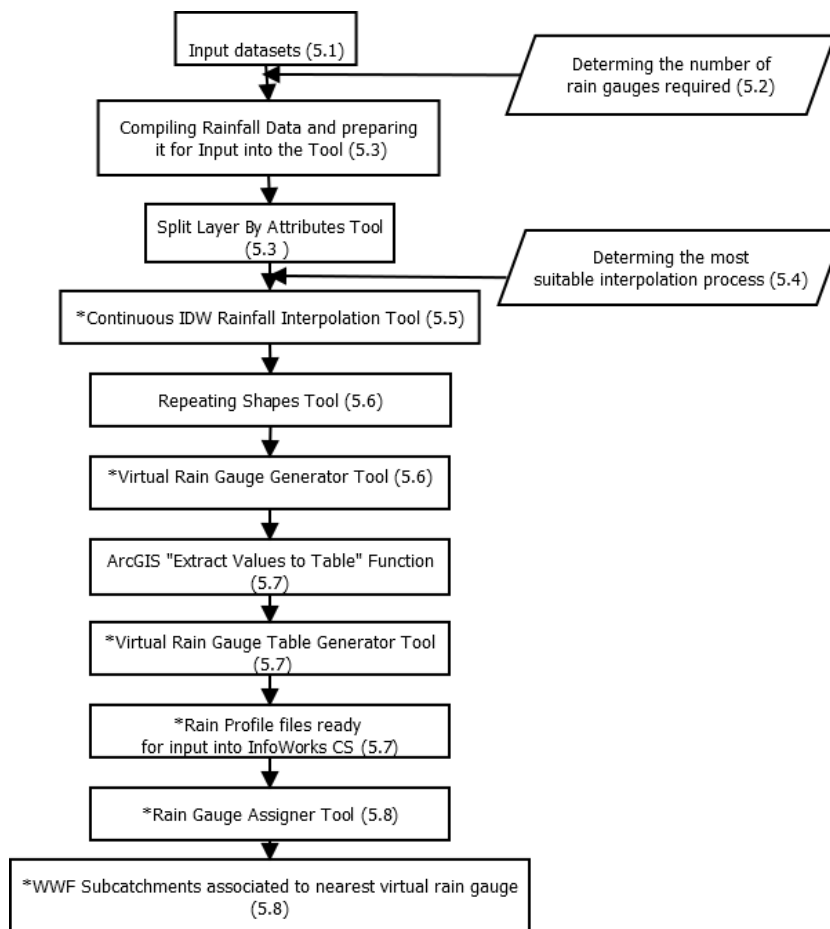 Input datasets (5.1)
Determing the number of
rain gauges required (5.2)
Compiling Rainfall Data and preparing
it for Input into the Tool (5.3)
Split Layer By Attributes Tool
(5.3 )
Determing the most
suitable interpolation process (5.4)
*Continuous IDW Rainfall Interpolation Tool (5.5)
Repeating Shapes Tool (5.6)
*Virtual Rain Gauge Generator Tool (5.6)
ArcGIS "Extract Values to Table" Function
(5.7)
*Virtual Rain Gauge Table Generator Tool
(5.7)
*Rain Profile files ready
for input into InfoWorks CS (5.7)
*Rain Gauge Assigner Tool (5.8)
*WWF Subcatchments associated to nearest virtual rain gauge
(5.8)